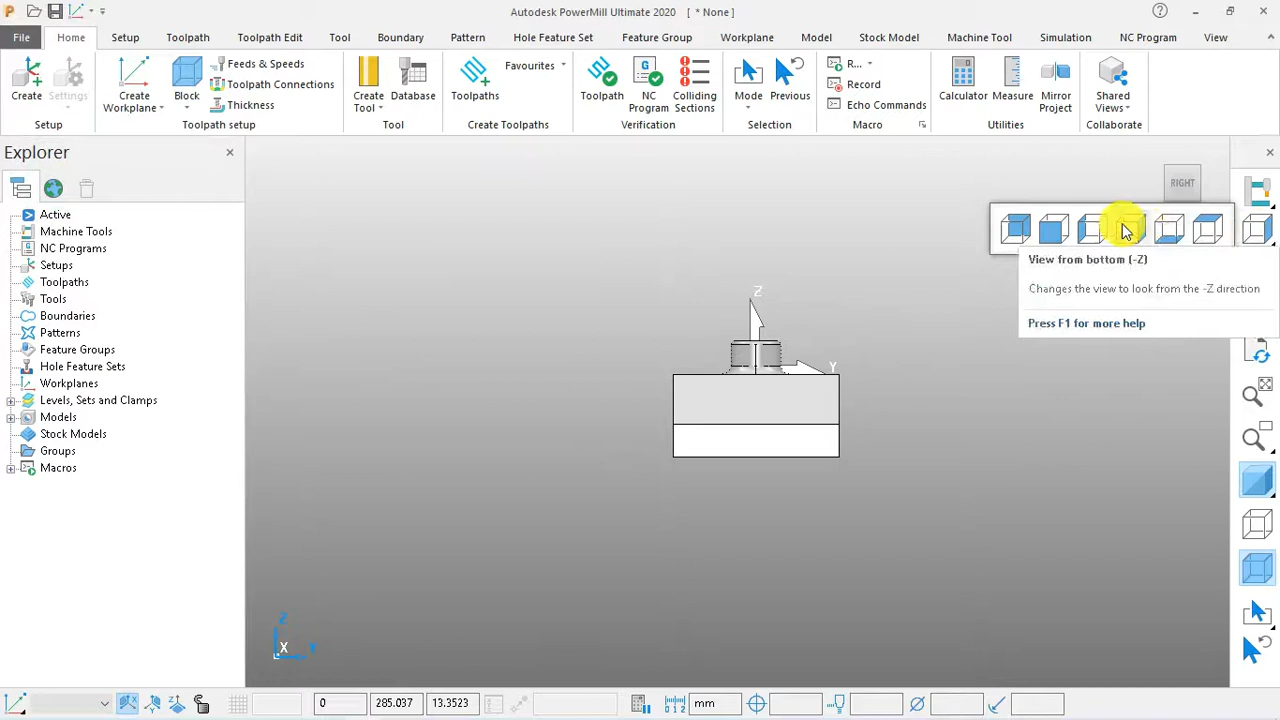 Autodesk PowerMill Ultimate 2020 [ * None ]
File Home Setup Toolpath Toolpath Edit Tool Boundary Pattern Hole Feature Set Feature Group Workplane Model Stock Model Machine Tool Simulation NC Program View
Create
Settings
Setup
Create
Workplane
Block
Feeds & Speeds
Toolpath Connections
Thickness
Toolpath setup
Create
Tool
Database
Tool
Toolpaths
Favourites
Create Toolpaths
Toolpath
NC
Program
Colliding
Sections
Verification
Mode
Previous
Selection
R...
Record
Echo Commands
Macro
Calculator
Measure
Mirror
Project
Utilities
Shared
Views
Collaborate
Explorer
Active
Machine Tools
NC Programs
Setups
Toolpaths
Tools
Boundaries
Patterns
Feature Groups
Hole Feature Sets
Workplanes
Levels, Sets and Clamps
Models
Stock Models
Groups
Macros
RIGHT
View from bottom (-Z)
Changes the view to look from the -Z direction
Press F1 for more help
Z
Y
Z
X
Y
0
285.037
13.3523
mm